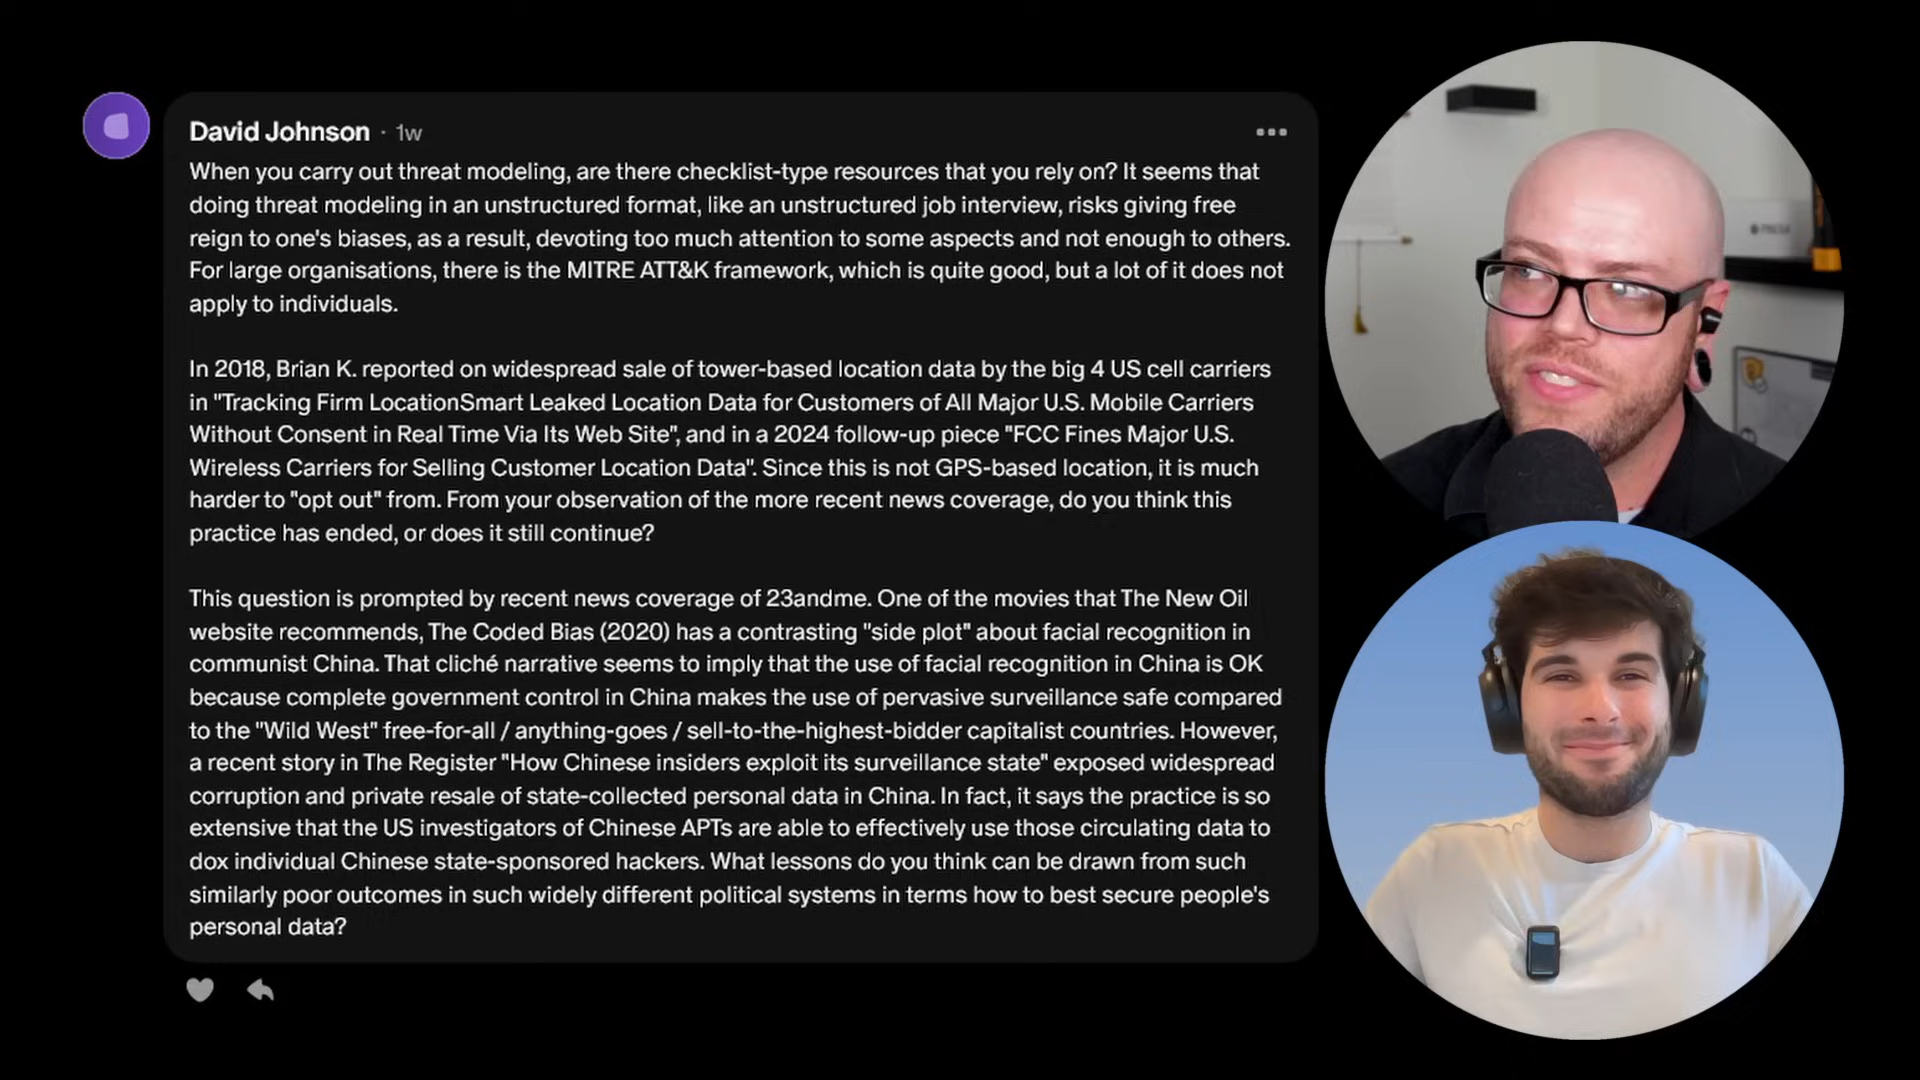 David Johnson · 1w
When you carry out threat modeling, are there checklist-type resources that you rely on? It seems that
doing threat modeling in an unstructured format, like an unstructured job interview, risks giving free
reign to one's biases, as a result, devoting too much attention to some aspects and not enough to others.
For large organisations, there is the MITRE ATT&K framework, which is quite good, but a lot of it does not
apply to individuals.
In 2018, Brian K. reported on widespread sale of tower-based location data by the big 4 US cell carriers
in "Tracking Firm LocationSmart Leaked Location Data for Customers of All Major U.S. Mobile Carriers
Without Consent in Real Time Via Its Web Site", and in a 2024 follow-up piece "FCC Fines Major U.S.
Wireless Carriers for Selling Customer Location Data". Since this is not GPS-based location, it is much
harder to "opt out" from. From your observation of the more recent news coverage, do you think this
practice has ended, or does it still continue?
This question is prompted by recent news coverage of 23andme. One of the movies that The New Oil
website recommends, The Coded Bias (2020) has a contrasting "side plot" about facial recognition in
communist China. That cliché narrative seems to imply that the use of facial recognition in China is OK
because complete government control in China makes the use of pervasive surveillance safe compared
to the "Wild West" free-for-all / anything-goes / sell-to-the-highest-bidder capitalist countries. However,
a recent story in The Register "How Chinese insiders exploit its surveillance state" exposed widespread
corruption and private resale of state-collected personal data in China. In fact, it says the practice is so
extensive that the US investigators of Chinese APTs are able to effectively use those circulating data to
dox individual Chinese state-sponsored hackers. What lessons do you think can be drawn from such
similarly poor outcomes in such widely different political systems in terms how to best secure people's
personal data?